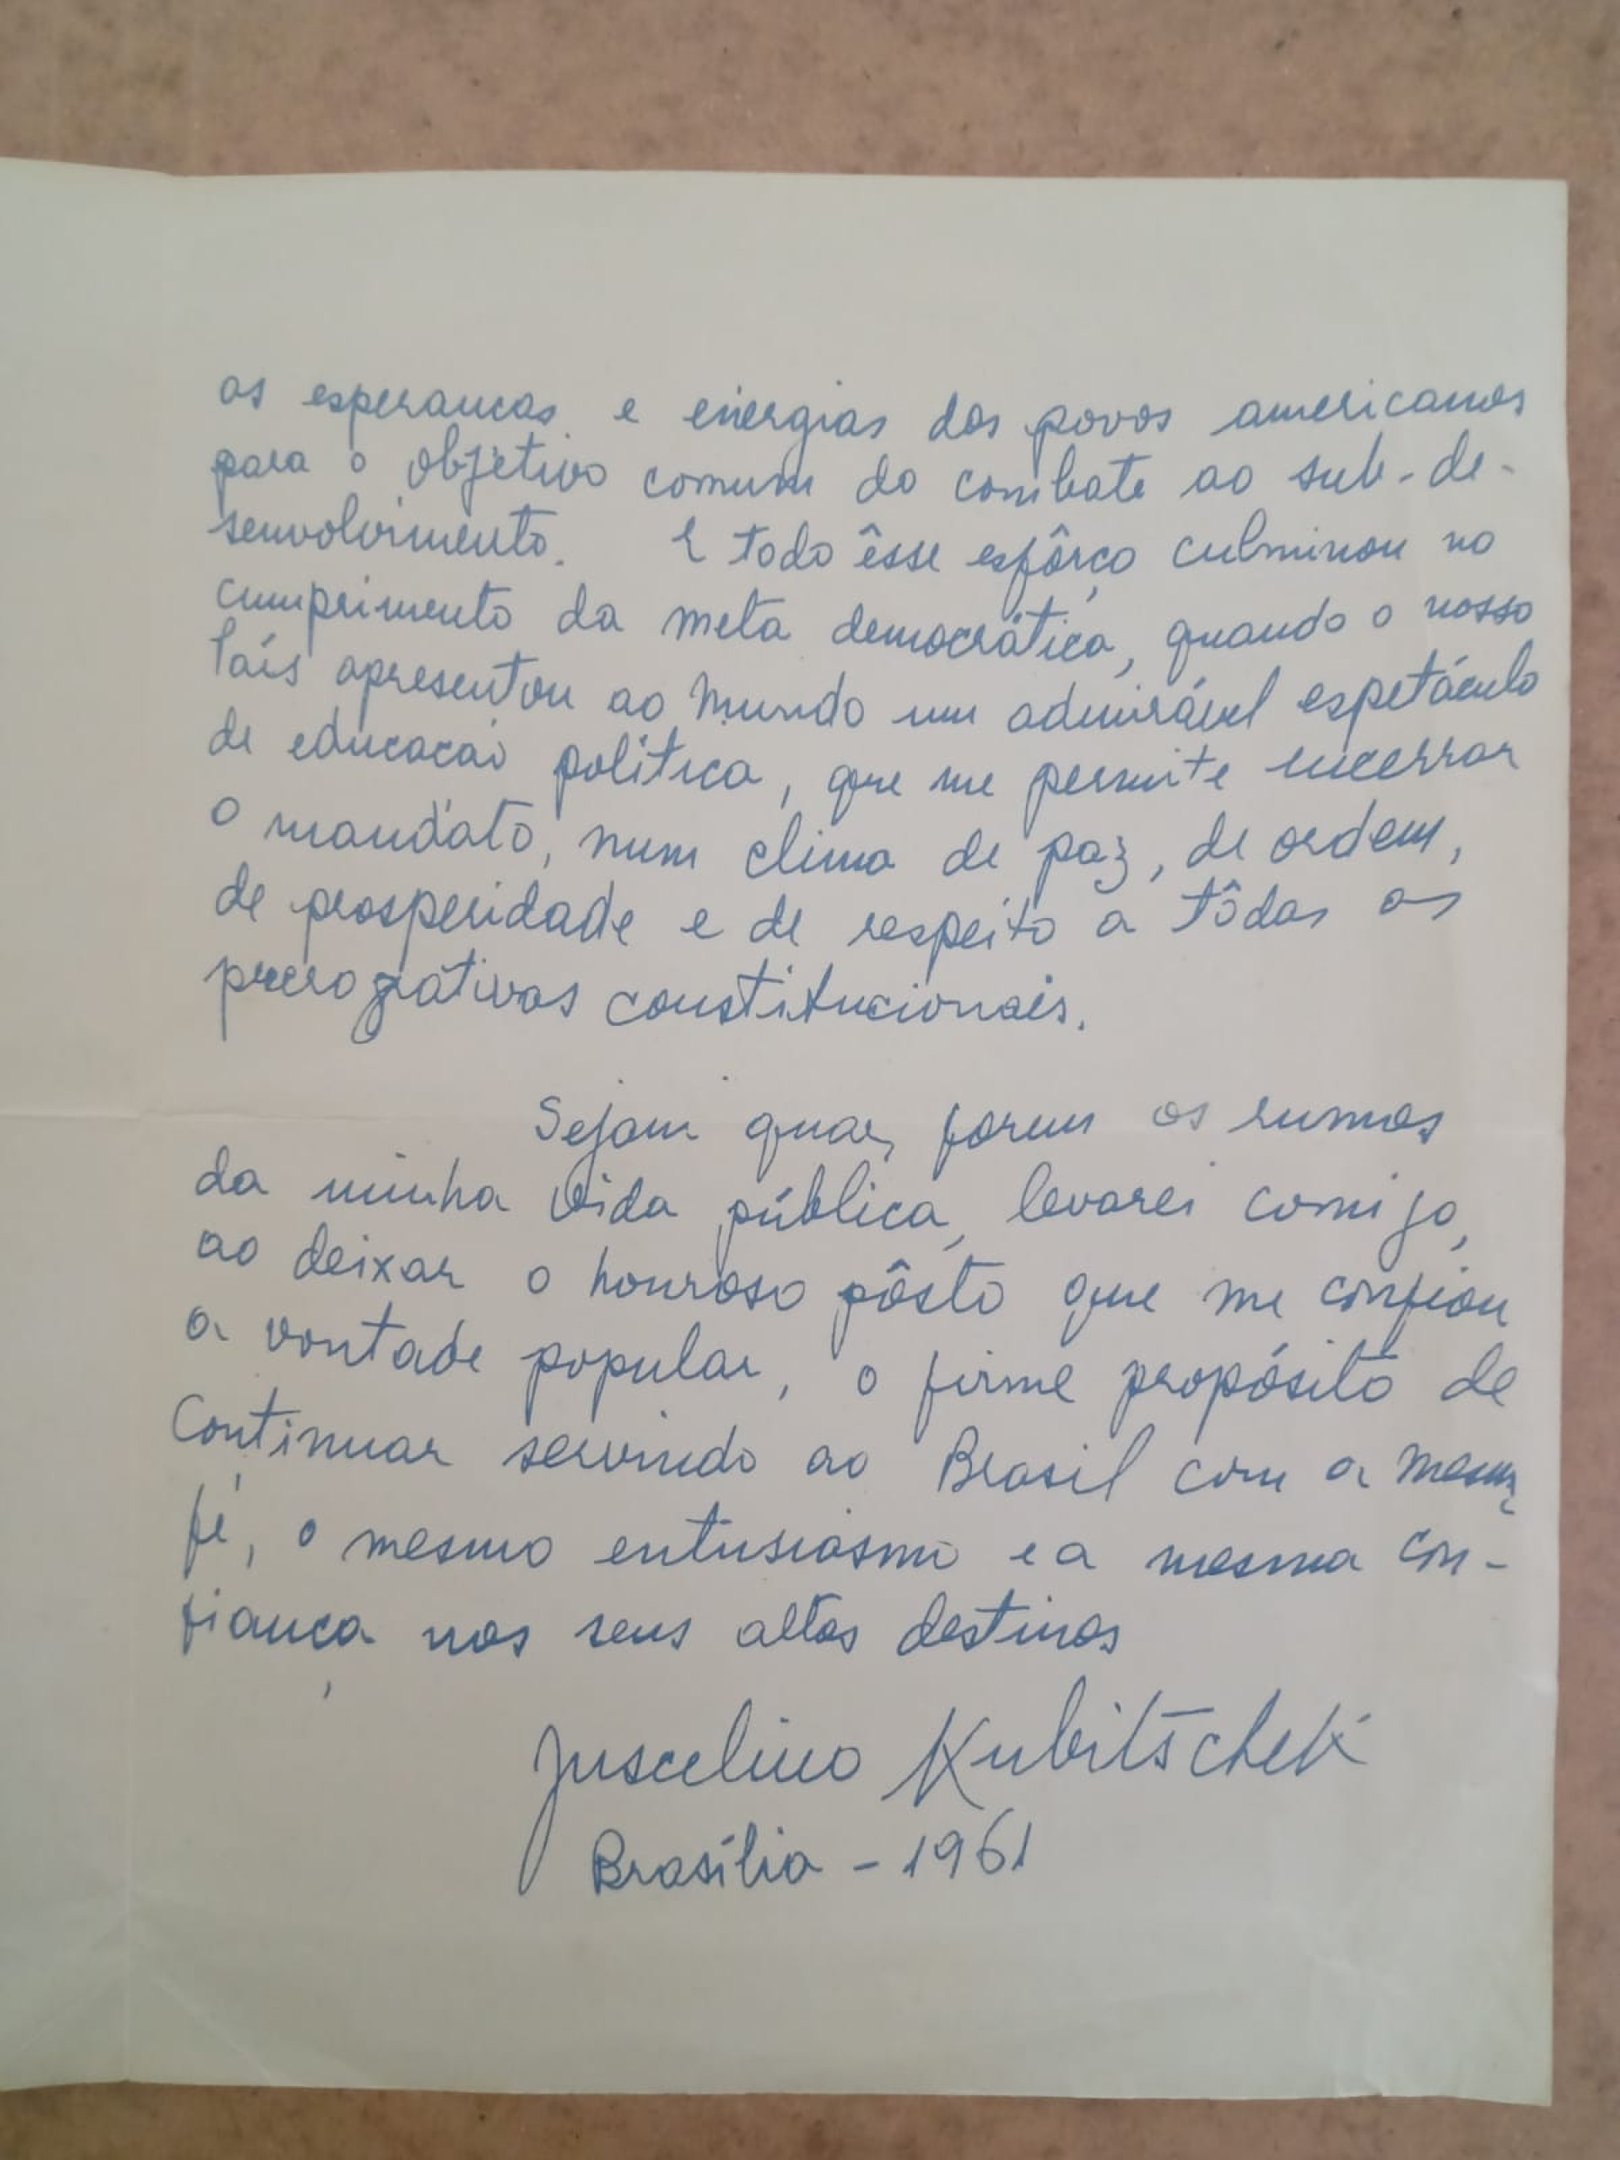 as esperanças e energias dos povos americanos
para o objetivo comum do combate ao sub-de-
senvolvimento. E todo êsse esfôrço culminou no
cumprimento da meta democrática, quando o nosso
País apresentou ao mundo um admirável espetáculo
de educação política, que me permite encerrar
o mandato, num clima de paz, de ordem,
de prosperidade e de respeito a tôdas as
prerrogativas constitucionais.
Sejam quais forem os rumos
da minha vida pública, levarei comigo,
ao deixar o honroso pôsto que me confiou
a vontade popular, o firme propósito de
Continuar servindo ao Brasil com a mesma
fé, o mesmo entusiasmo e a mesma con-
fiança nos seus altos destinos
Juscelino Kubitschek
Brasília - 1961